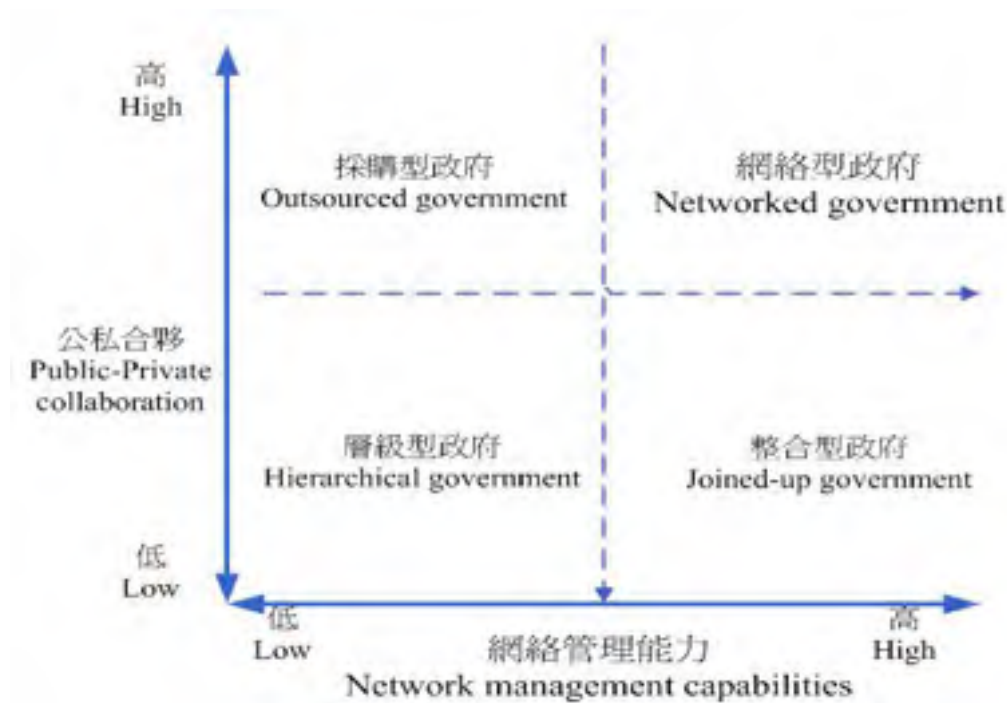 高
High
採購型政府
Outsourced government
網絡型政府
Networked government
公私合夥
Public-Private
collaboration
層級型政府
Hierarchical government
整合型政府
Joined-up government
低
Low
低
Low
高
High
網絡管理能力
Network management capabilities